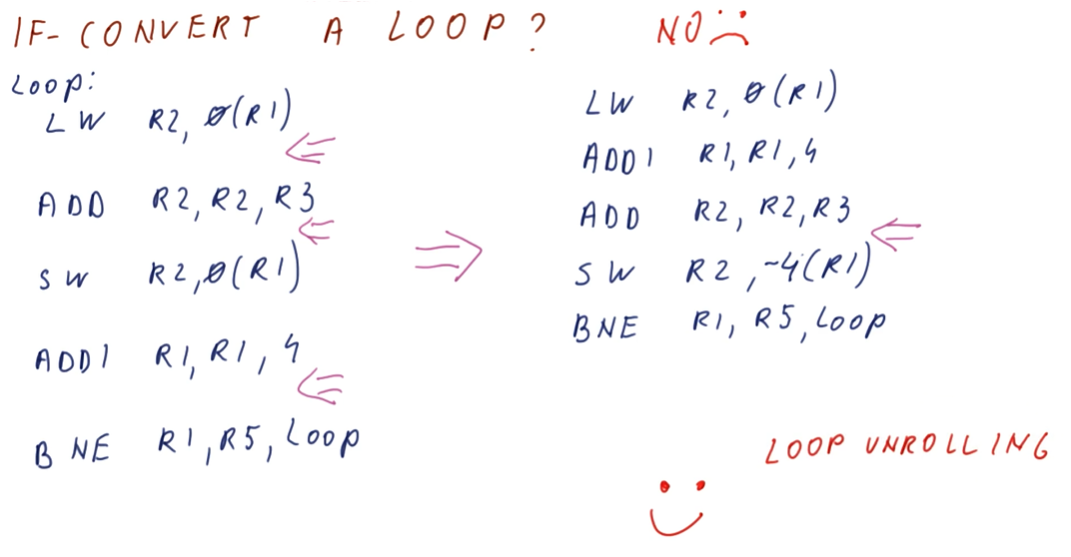 IF-CONVERT A LOOP? NO
Loop:
LW R2, 0(R1)
ADD R2, R2, R3
SW R2, 0(R1)
ADDI R1, R1, 4
BNE R1, R5, Loop
LW R2, 0(R1)
ADDI R1, R1, 4
ADD R2, R2, R3
SW R2, -4(R1)
BNE R1, R5, Loop
LOOP UNROLLING